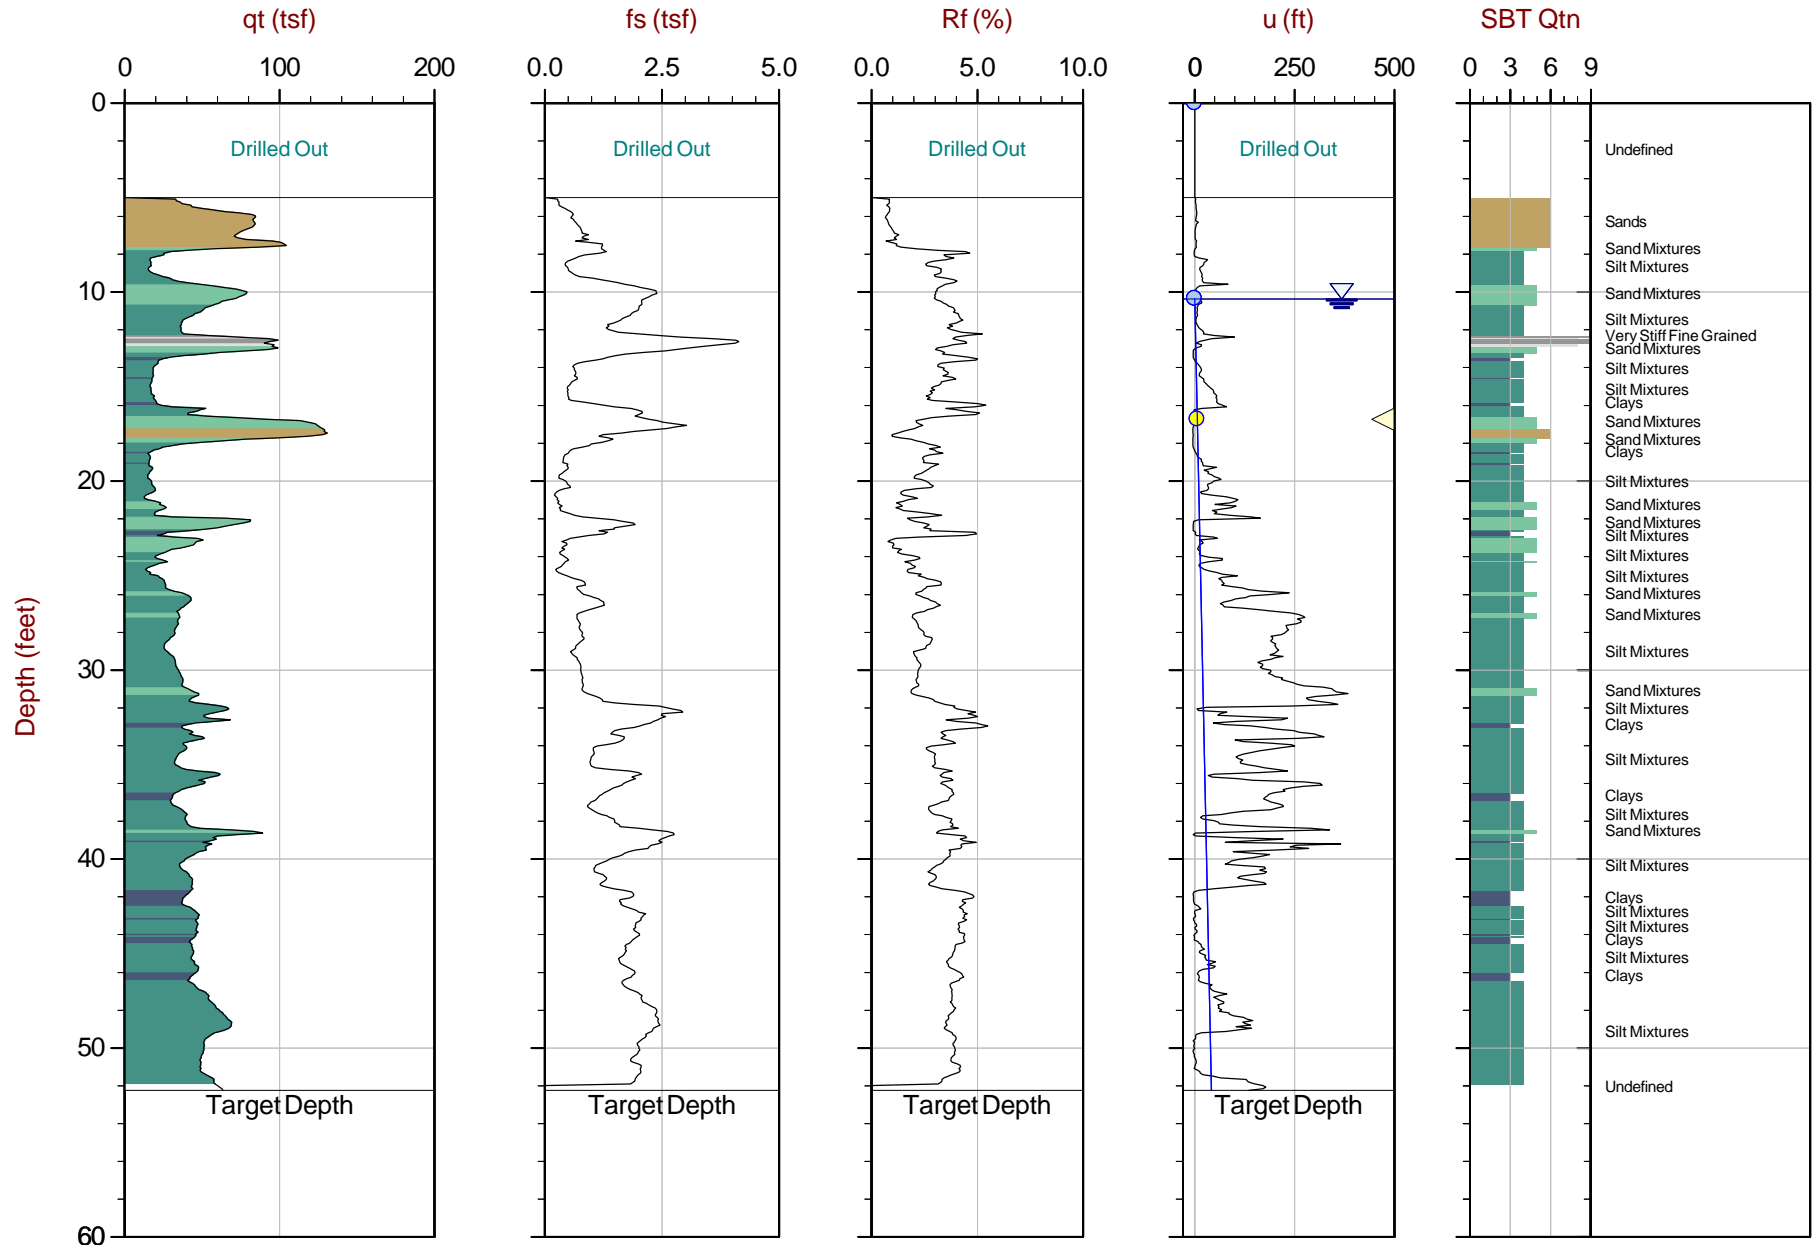 qt (tsf) fs (tsf) Rf (%) u (ft) SBT Qtn
0 100 200 0.0 2.5 5.0 0.0 5.0 10.0 0 250 500 0 3 6 9
0
Drilled Out Drilled Out Drilled Out Drilled Out Undefined
Sands
Sand Mixtures
Silt Mixtures
10 Sand Mixtures
Silt Mixtures
Very Stiff Fine Grained
Sand Mixtures
Silt Mixtures
Silt Mixtures
Clays
Sand Mixtures
Sand Mixtures
Clays
20 Silt Mixtures
Sand Mixtures
Sand Mixtures
Silt Mixtures
Silt Mixtures
Silt Mixtures
Sand Mixtures
Sand Mixtures
Silt Mixtures
Depth (feet)
30
Sand Mixtures
Silt Mixtures
Clays
Silt Mixtures
Clays
Silt Mixtures
Sand Mixtures
40 Silt Mixtures
Clays
Silt Mixtures
Silt Mixtures
Clays
Silt Mixtures
Clays
Silt Mixtures
50
Undefined
Target Depth Target Depth Target Depth Target Depth
60